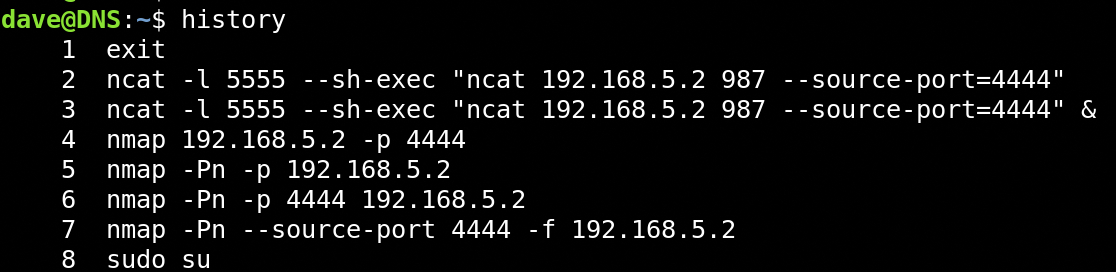 dave@DNS:~$ history
1 exit
2 ncat -l 5555 --sh-exec "ncat 192.168.5.2 987 --source-port=4444"
3 ncat -l 5555 --sh-exec "ncat 192.168.5.2 987 --source-port=4444" &
4 nmap 192.168.5.2 -p 4444
5 nmap -Pn -p 192.168.5.2
6 nmap -Pn -p 4444 192.168.5.2
7 nmap -Pn --source-port 4444 -f 192.168.5.2
8 sudo su